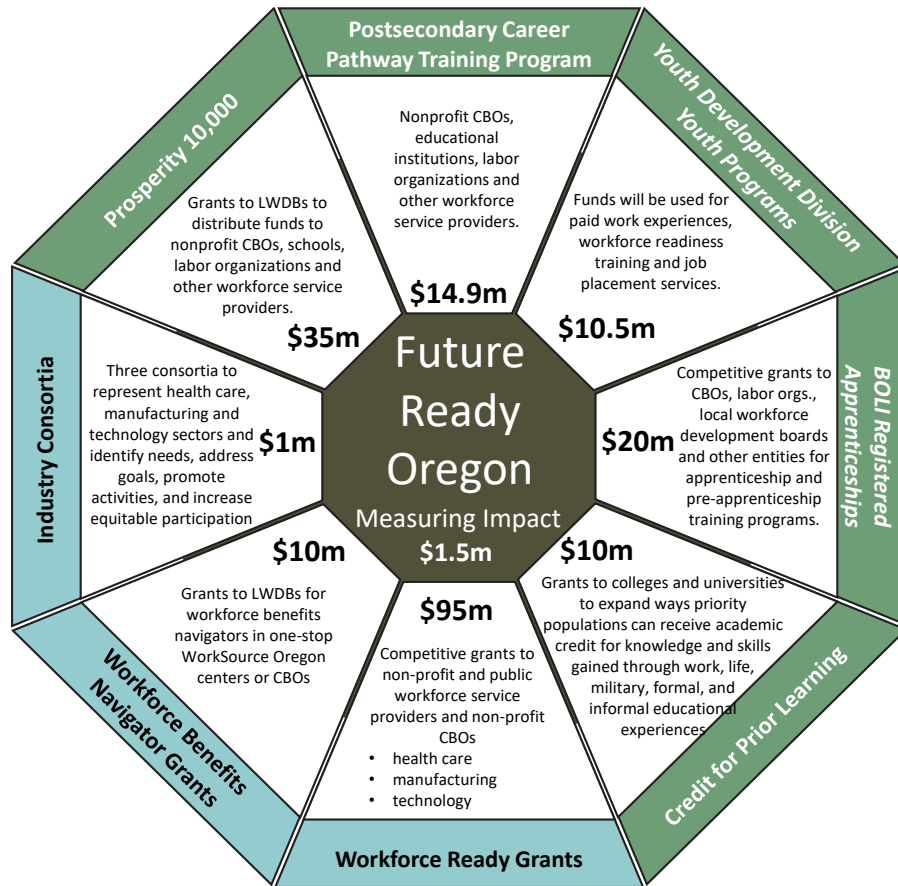 Postsecondary Career
Pathway Training Program
Nonprofit CBOs,
educational
institutions, labor
organizations and
other workforce
service providers.
$14.9m
Youth Development Division
Youth Programs
Funds will be used for
paid work experiences,
workforce readiness
training and job
placement services.
$10.5m
BOLI Registered
Apprenticeships
Competitive grants to
CBOs, labor orgs.,
local workforce
development boards
and other entities for
apprenticeship and
pre-apprenticeship
training programs.
$20m
Credit for Prior Learning
$10m
Grants to colleges and universities
to expand ways priority
populations can receive academic
credit for knowledge and skills
gained through work, life,
military, formal, and
informal educational
experiences
Workforce Ready Grants
$95m
Competitive grants to
non-profit and public
workforce service
providers and non-profit
CBOs
• health care
• manufacturing
• technology
Workforce Benefits
Navigator Grants
$10m
Grants to LWDBs for
workforce benefits
navigators in one-stop
WorkSource Oregon
centers or CBOs
Industry Consortia
Three consortia to
represent health care,
manufacturing and
technology sectors and
identify needs, address
goals, promote
activities, and increase
equitable participation
$1m
Prosperity 10,000
Grants to LWDBs to
distribute funds to
nonprofit CBOs, schools,
labor organizations and
other workforce service
providers.
$35m
Future
Ready
Oregon
Measuring Impact
$1.5m